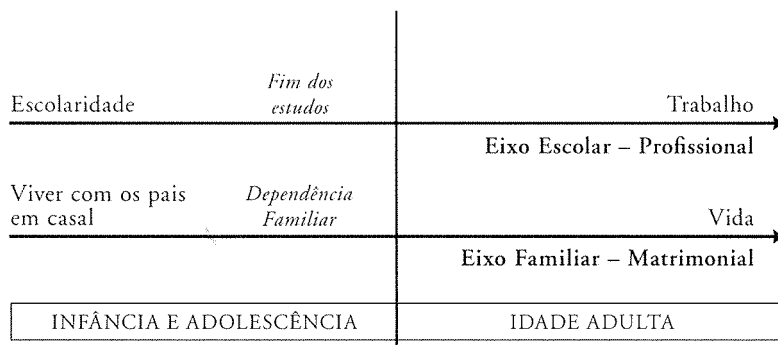 Escolaridade
Fim dos
estudos
Trabalho
Eixo Escolar – Profissional
Viver com os pais
em casal
Dependência
Familiar
Vida
Eixo Familiar – Matrimonial
INFÂNCIA E ADOLESCÊNCIA
IDADE ADULTA